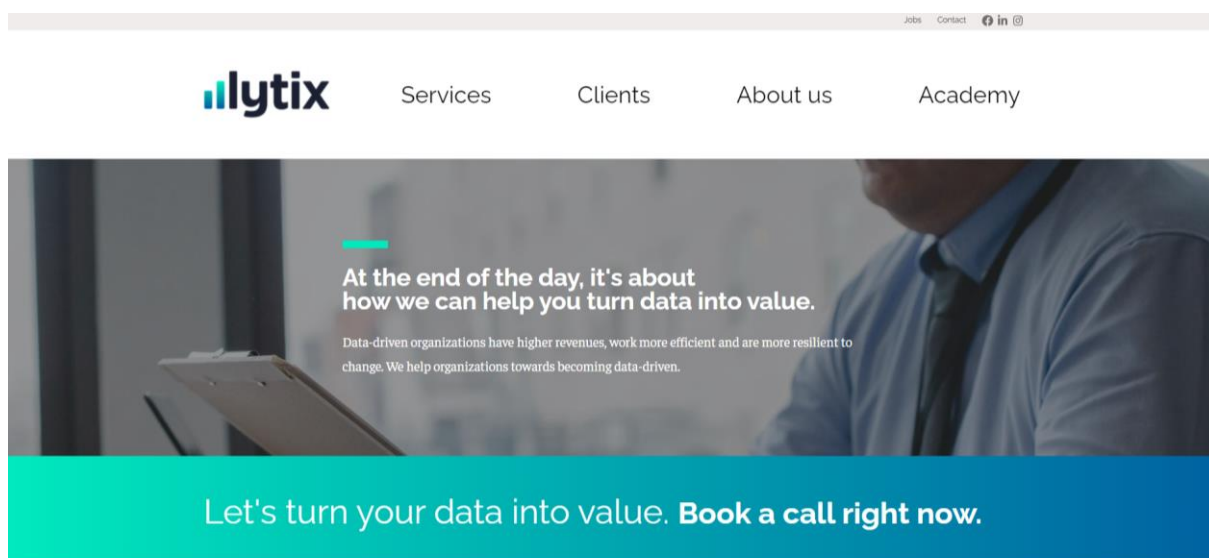 Jobs Contact
lytix Services Clients About us Academy
At the end of the day, it's about
how we can help you turn data into value.
Data-driven organizations have higher revenues, work more efficient and are more resilient to
change. We help organizations towards becoming data-driven.
Let's turn your data into value. Book a call right now.